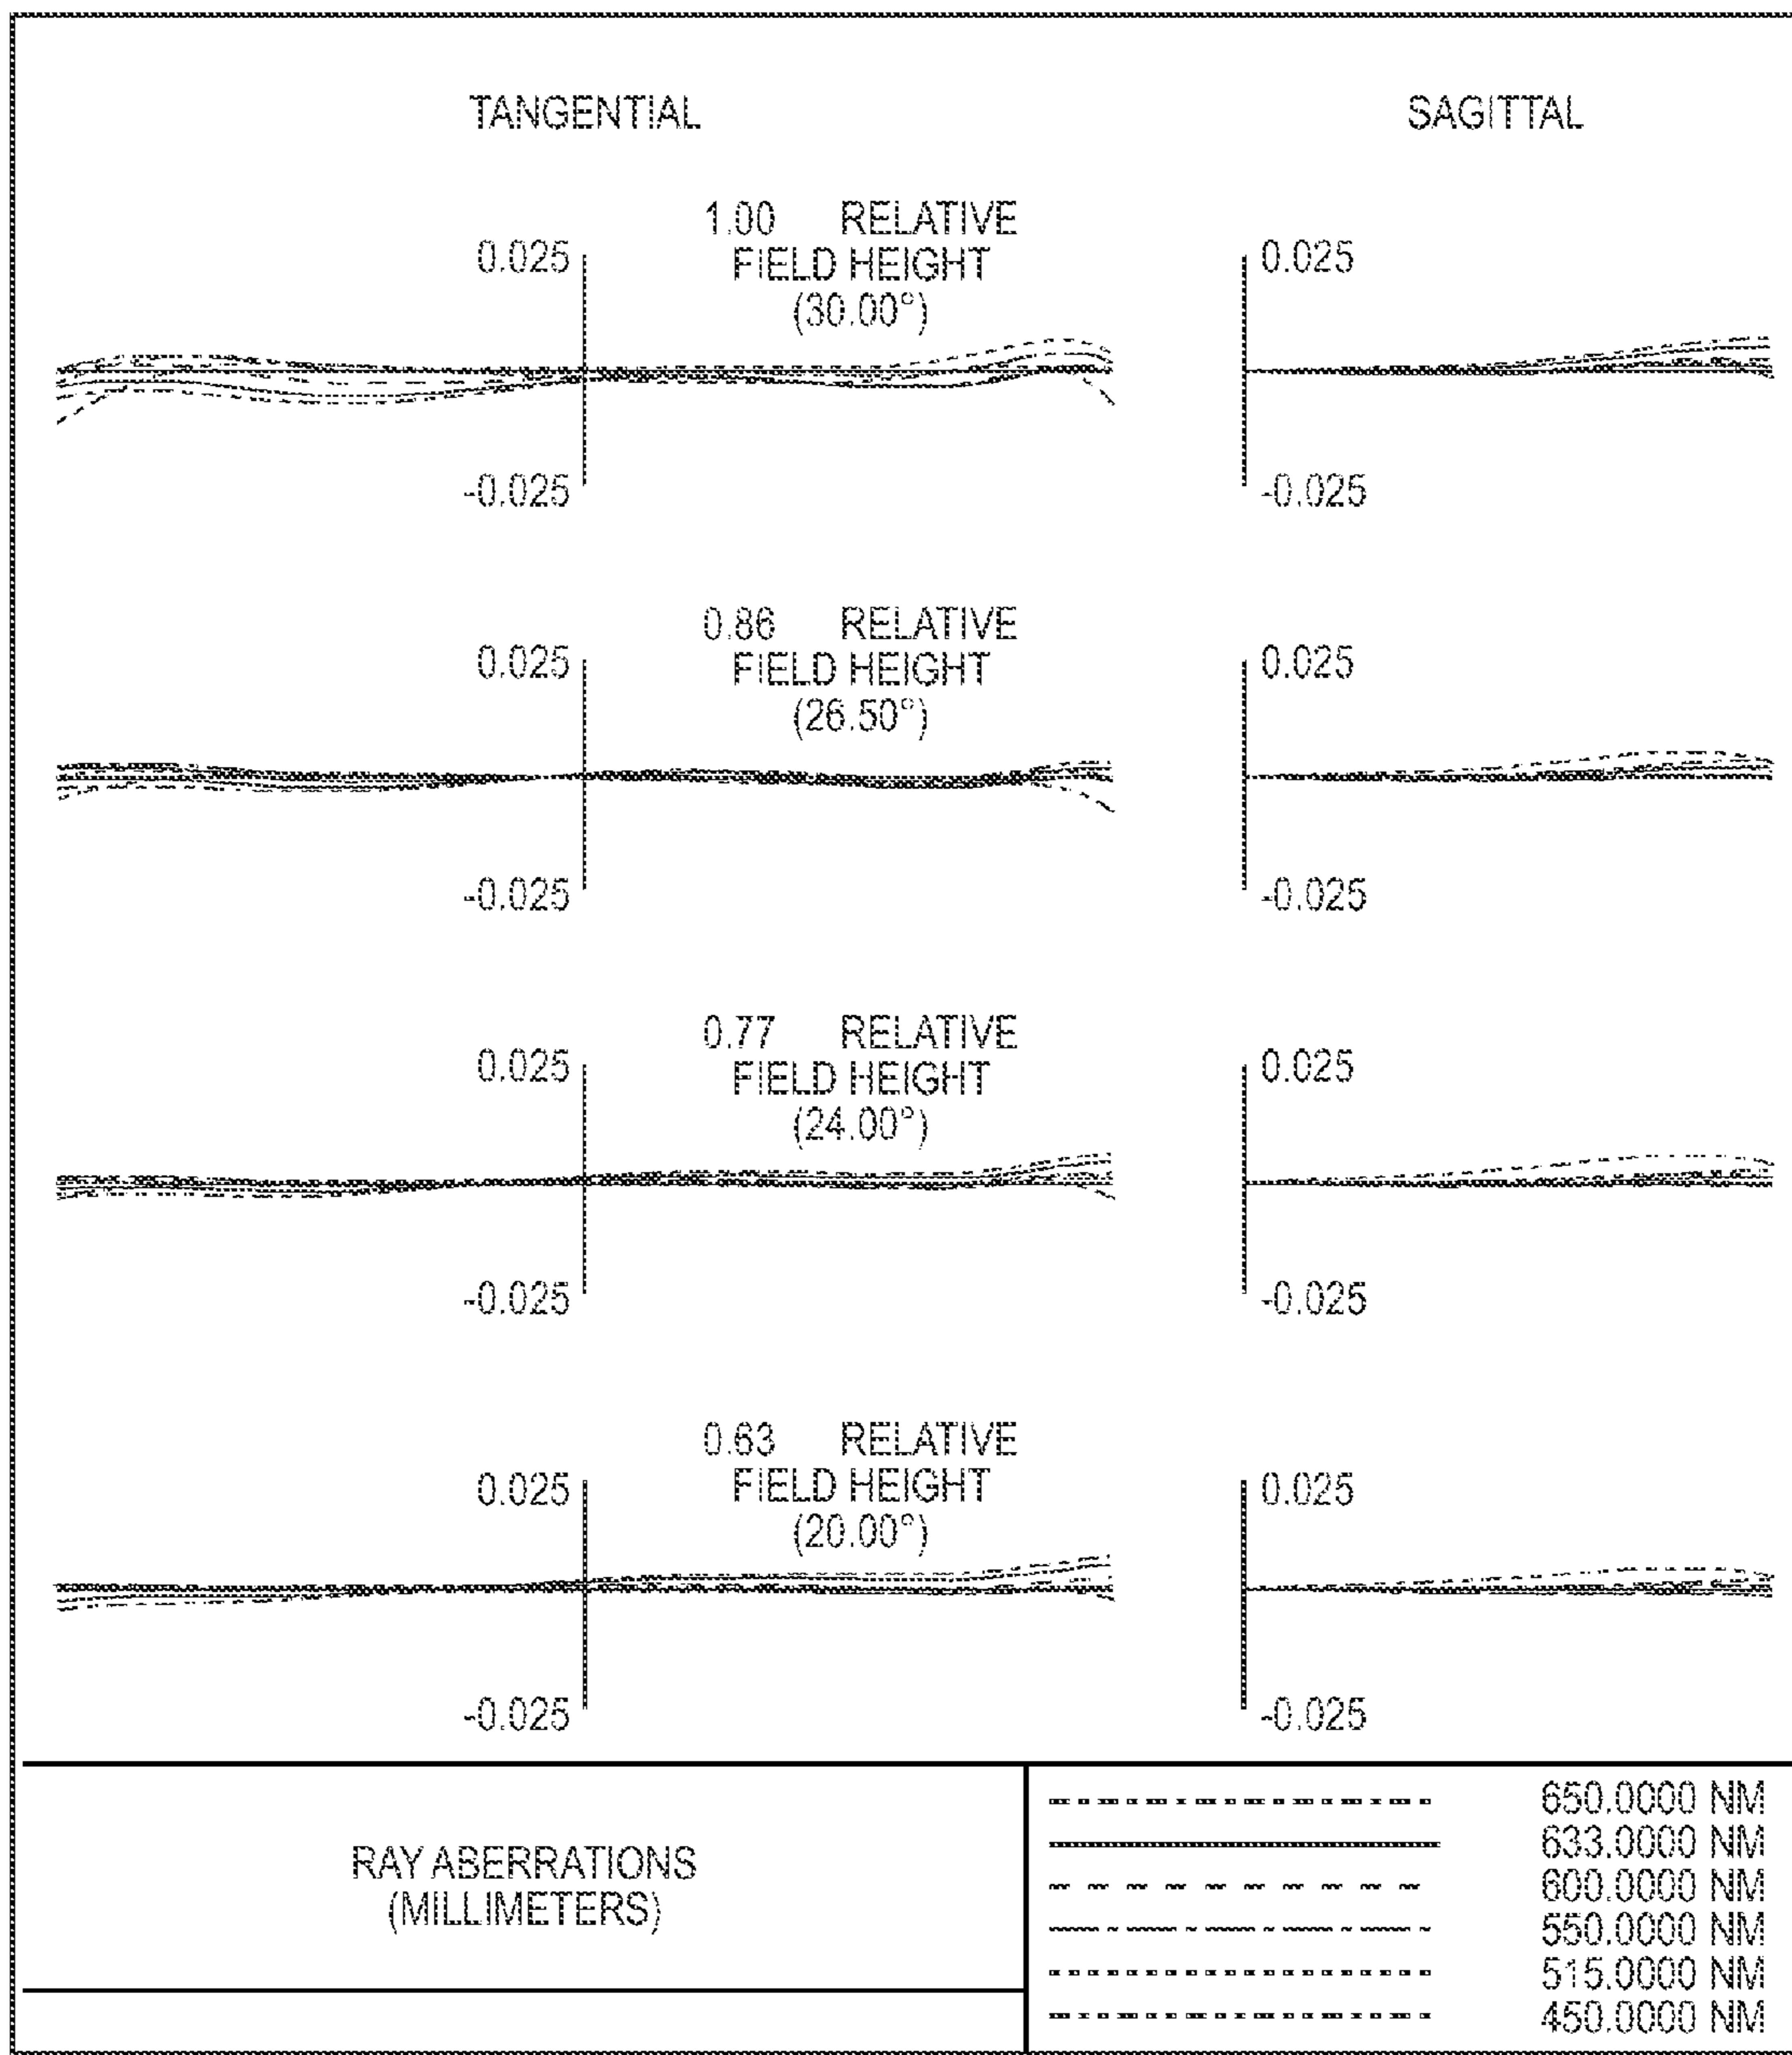 TANGENTIAL SAGITTAL
1.00 RELATIVE
FIELD HEIGHT
(30.00°)
0.025 0.025
-0.025 -0.025
0.86 RELATIVE
FIELD HEIGHT
(26.50°)
0.025 0.025
-0.025 -0.025
0.77 RELATIVE
FIELD HEIGHT
(24.00°)
0.025 0.025
-0.025 -0.025
0.63 RELATIVE
FIELD HEIGHT
(20.00°)
0.025 0.025
-0.025 -0.025
RAY ABERRATIONS
(MILLIMETERS)
650.0000 NM
633.0000 NM
600.0000 NM
550.0000 NM
515.0000 NM
450.0000 NM